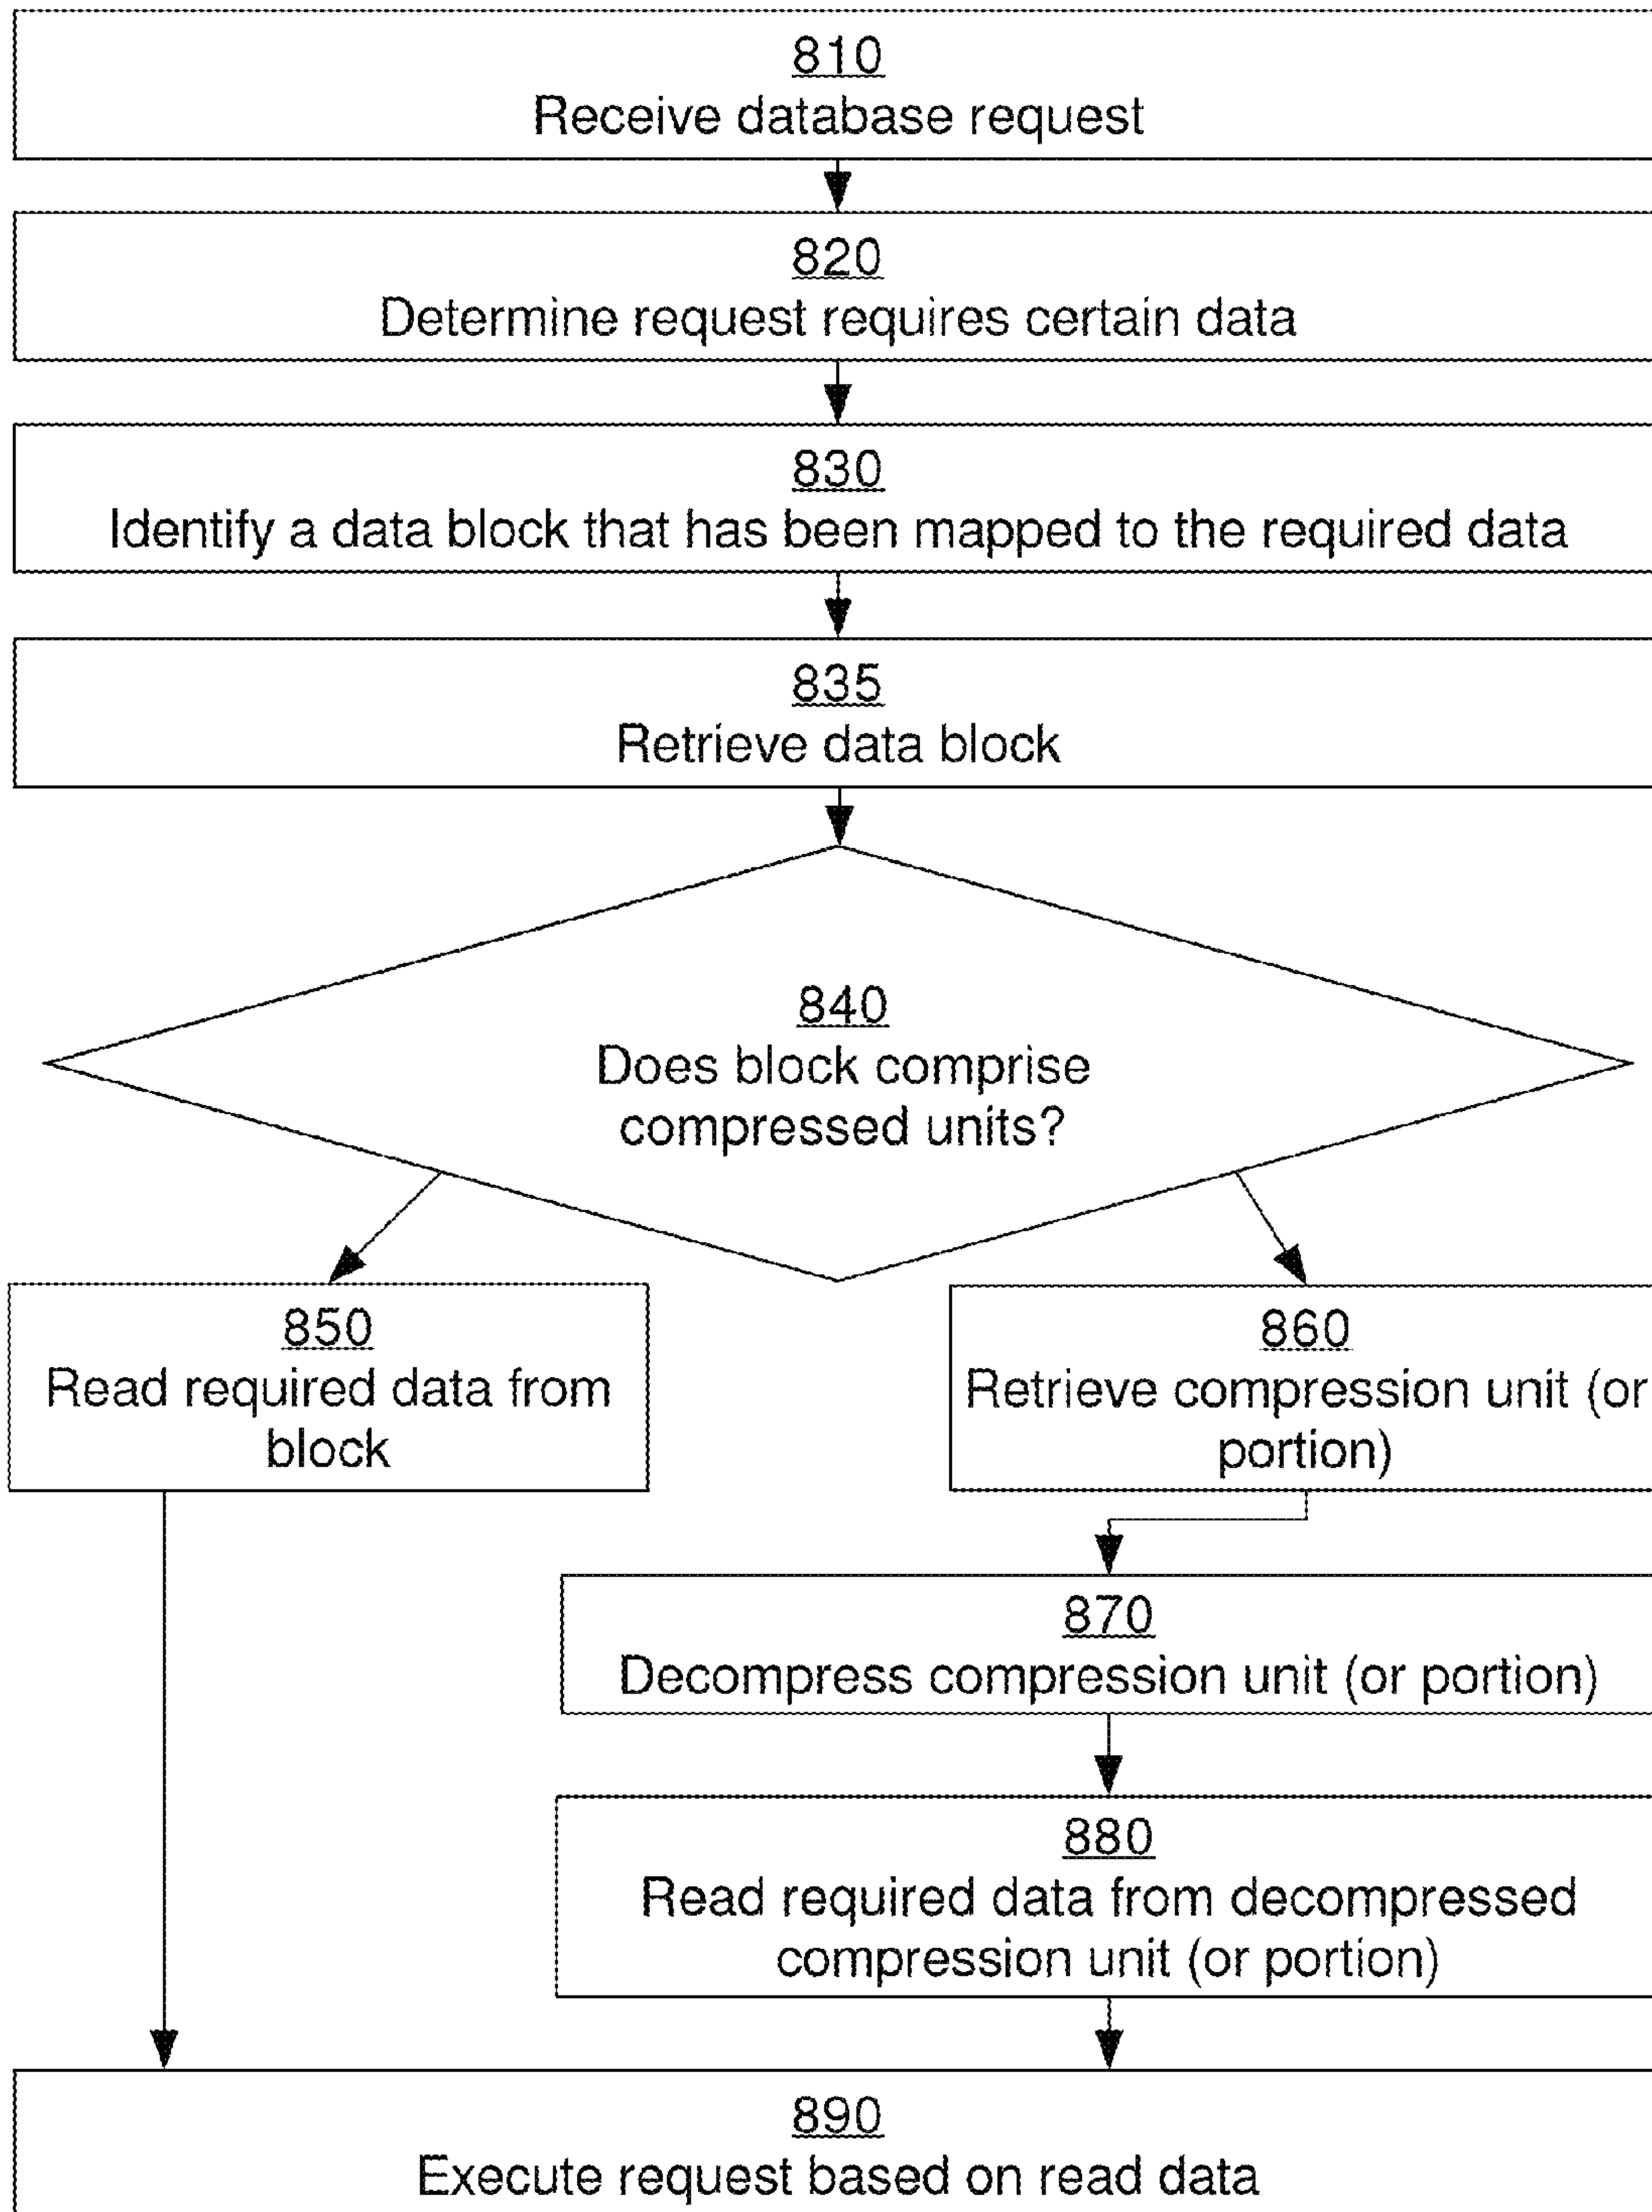 810
Receive database request
820
Determine request requires certain data
830
Identify a data block that has been mapped to the required data
835
Retrieve data block
840
Does block comprise
compressed units?
850
Read required data from
block
860
Retrieve compression unit (or
portion)
870
Decompress compression unit (or portion)
880
Read required data from decompressed
compression unit (or portion)
890
Execute request based on read data